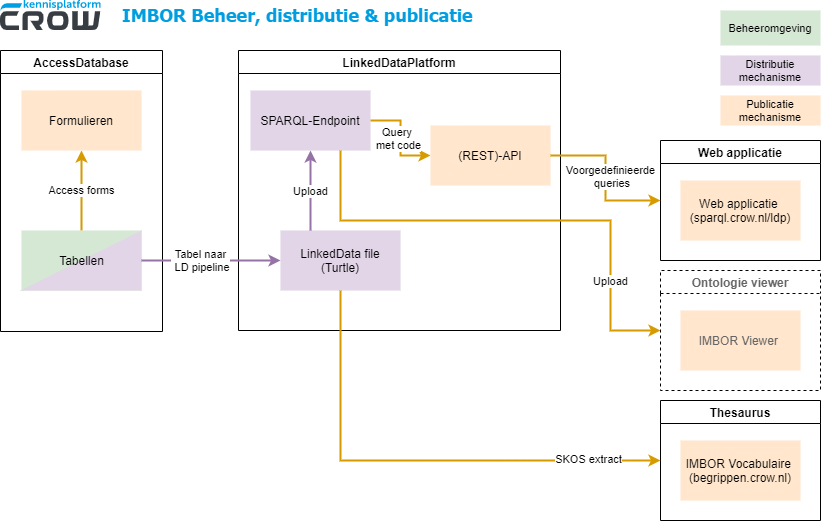 kennisplatform
CROW
IMBOR Beheer, distributie & publicatie
Beheeromgeving
Distributie
mechanisme
Publicatie
mechanisme
AccessDatabase
Formulieren
Access forms
Tabellen
Tabel naar
LD pipeline
LinkedDataPlatform
SPARQL-Endpoint
Query
met code
(REST)-API
Upload
LinkedData file
(Turtle)
Voorgedefinieerde
queries
Upload
SKOS extract
Web applicatie
Web applicatie
(sparql.crow.nl/ldp)
Ontologie viewer
IMBOR Viewer
Thesaurus
IMBOR Vocabulaire
(begrippen.crow.nl)